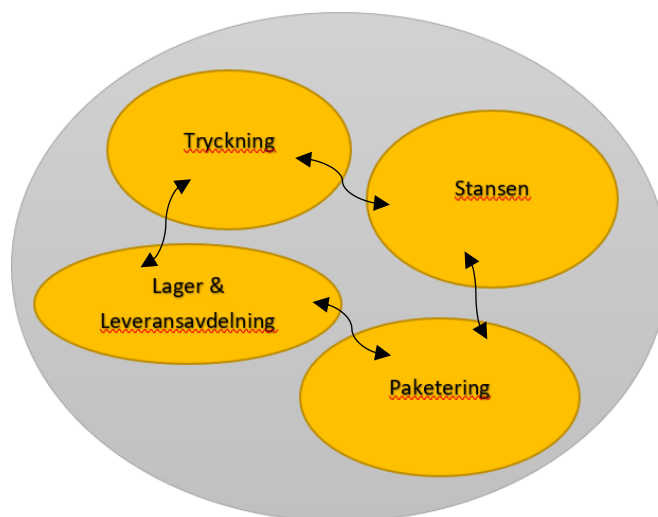 Tryckning
Stansen
Lager &
Leveransavdelning
Paketering